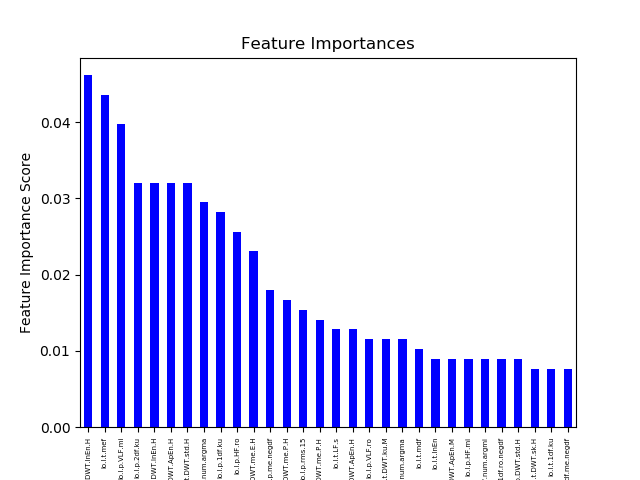 Feature Importances
Feature Importance Score
0.04
0.03
0.02
0.01
0.00
DWT.lnEn.H
lo.l.t.mef
lo.l.p.VLF.ml
lo.l.p.2df.ku
DWT.lnEn.H
DWT.ApEn.H
t.DWT.std.H
num.argma
lo.l.p.1df.ku
lo.l.p.HF.ro
DWT.me.E.H
p.me.negdf
DWT.me.P.H
lo.l.p.rms.15
DWT.me.P.H
lo.l.t.LF.s
DWT.ApEn.H
lo.l.p.VLF.ro
t.DWT.ku.M
num.argma
lo.l.t.mdf
lo.l.t.lnEn
DWT.ApEn.M
lo.l.p.HF.ml
.num.argmi
1df.ro.negdf
.DWT.std.H
t.DWT.sk.H
lo.l.t.1df.ku
df.me.negdf